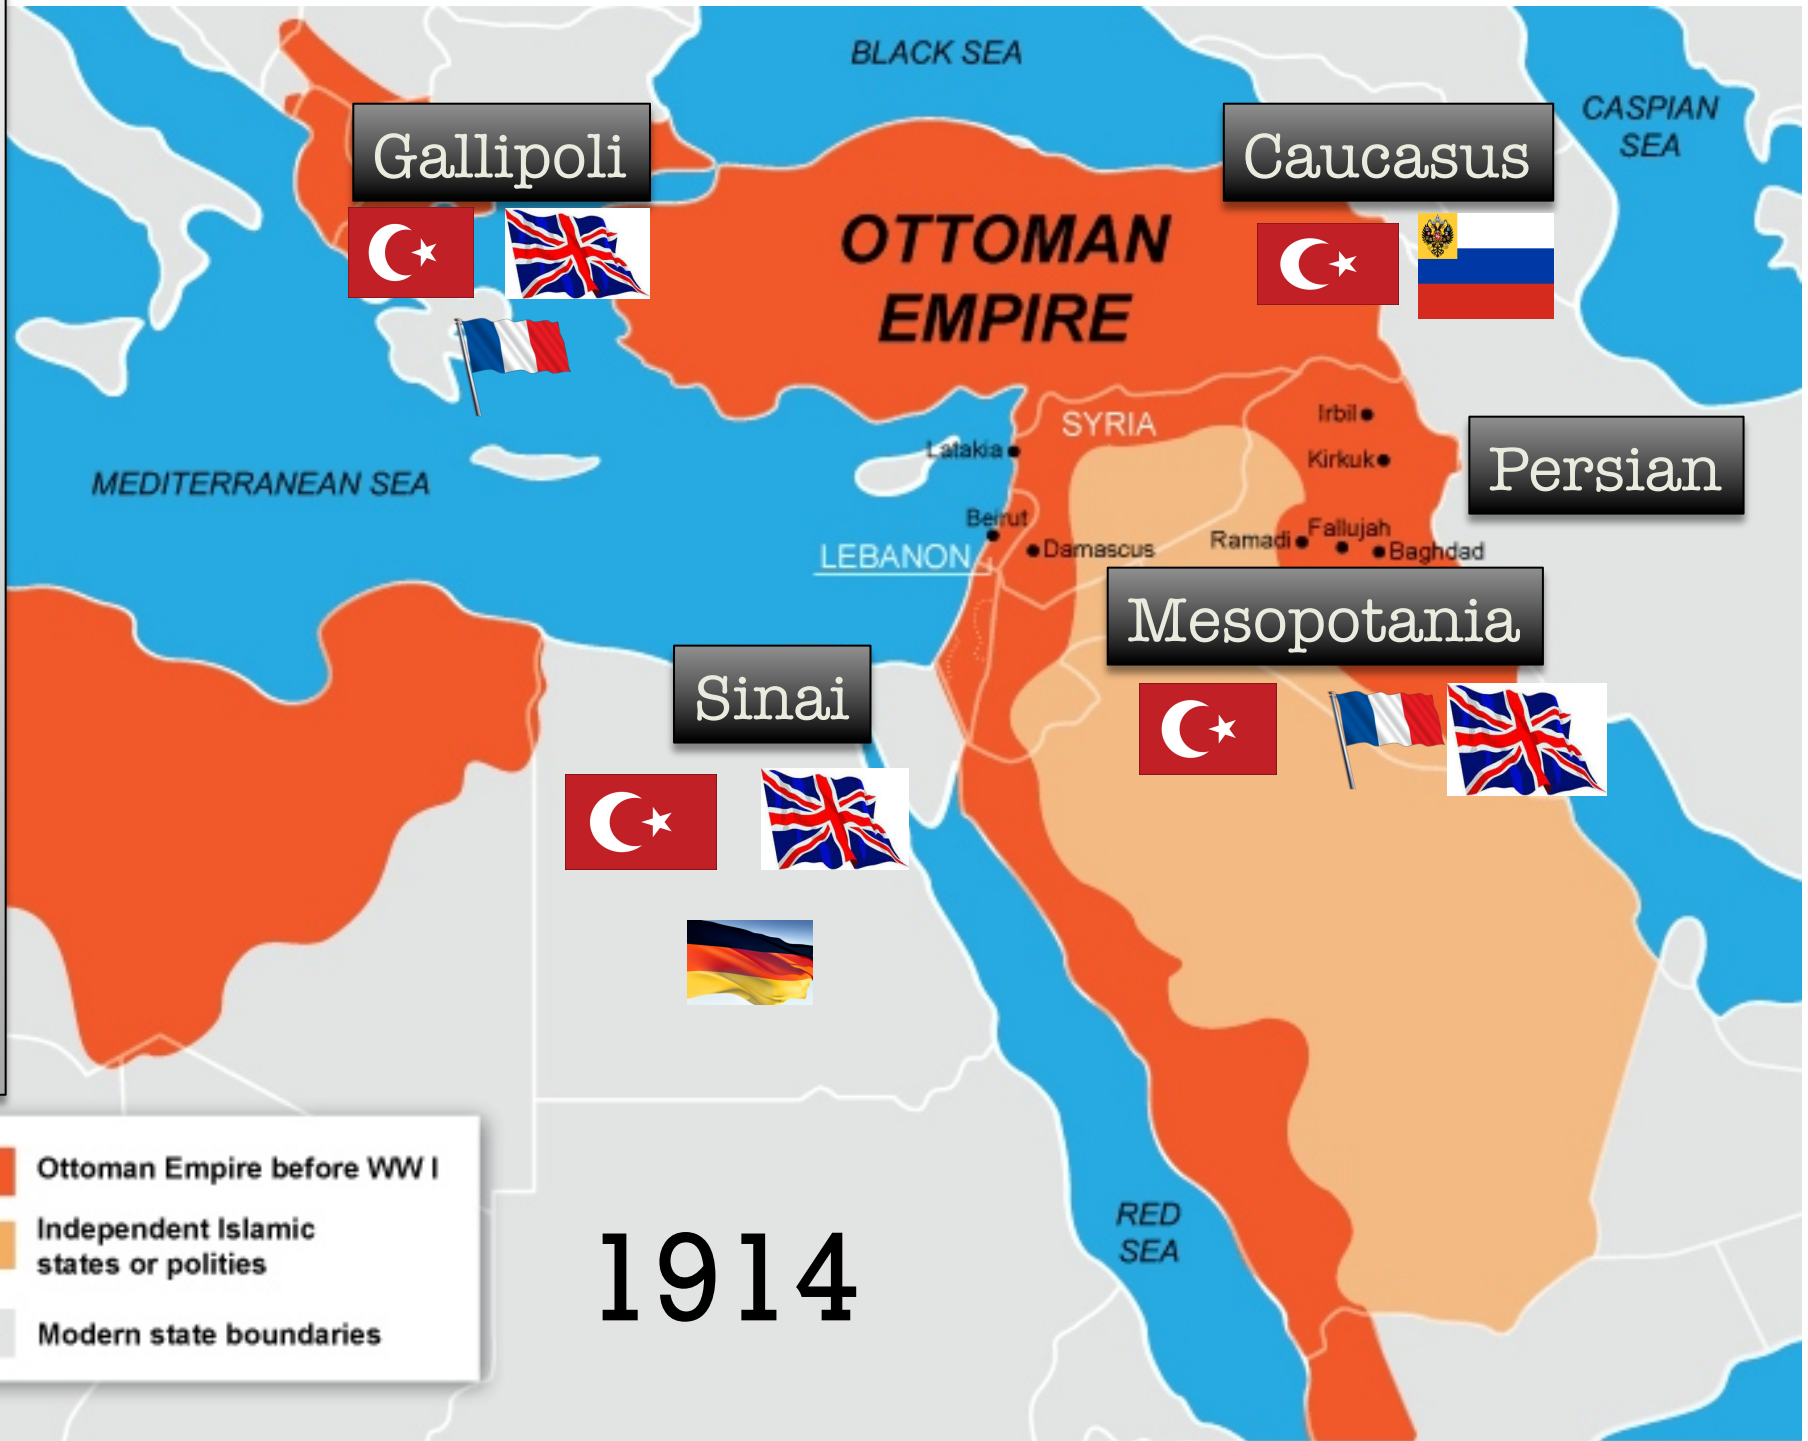 BLACK SEA
CASPIAN
SEA
Gallipoli
Caucasus
OTTOMAN
EMPIRE
SYRIA
Irbil
Latakia
Kirkuk
Persian
MEDITERRANEAN SEA
Beirut
Ramadi
Fallujah
Damascus
Baghdad
LEBANON
Mesopotania
Sinai
Ottoman Empire before WW I
Independent Islamic
states or polities
Modern state boundaries
1914
RED
SEA